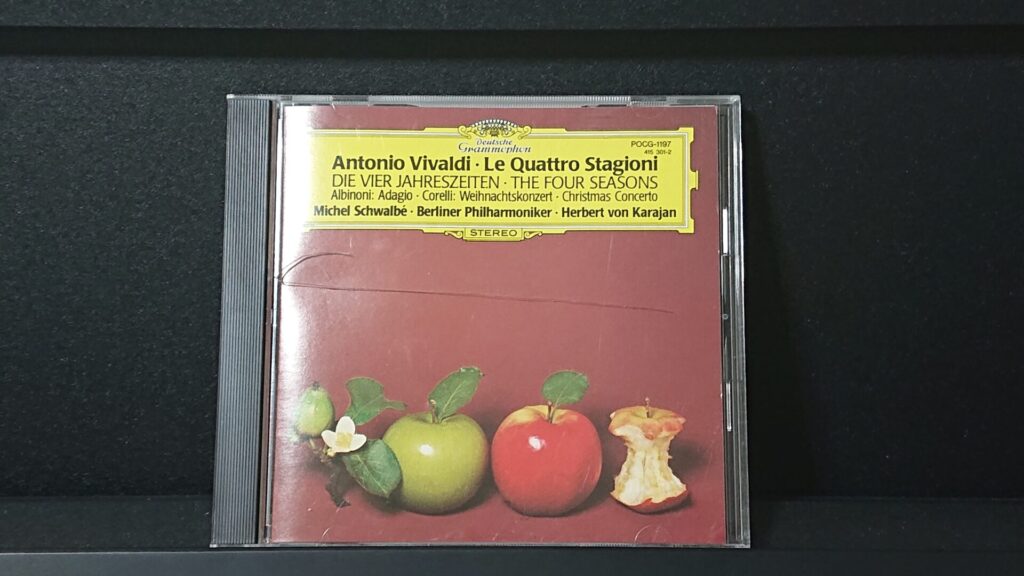 Deutsche
Grammophon
POCG-1197
415 301-2
Antonio Vivaldi · Le Quattro Stagioni
DIE VIER JAHRESZEITEN · THE FOUR SEASONS
Albinoni: Adagio · Corelli: Weihnachtskonzert · Christmas Concerto
Michel Schwalbé · Berliner Philharmoniker · Herbert von Karajan
STEREO